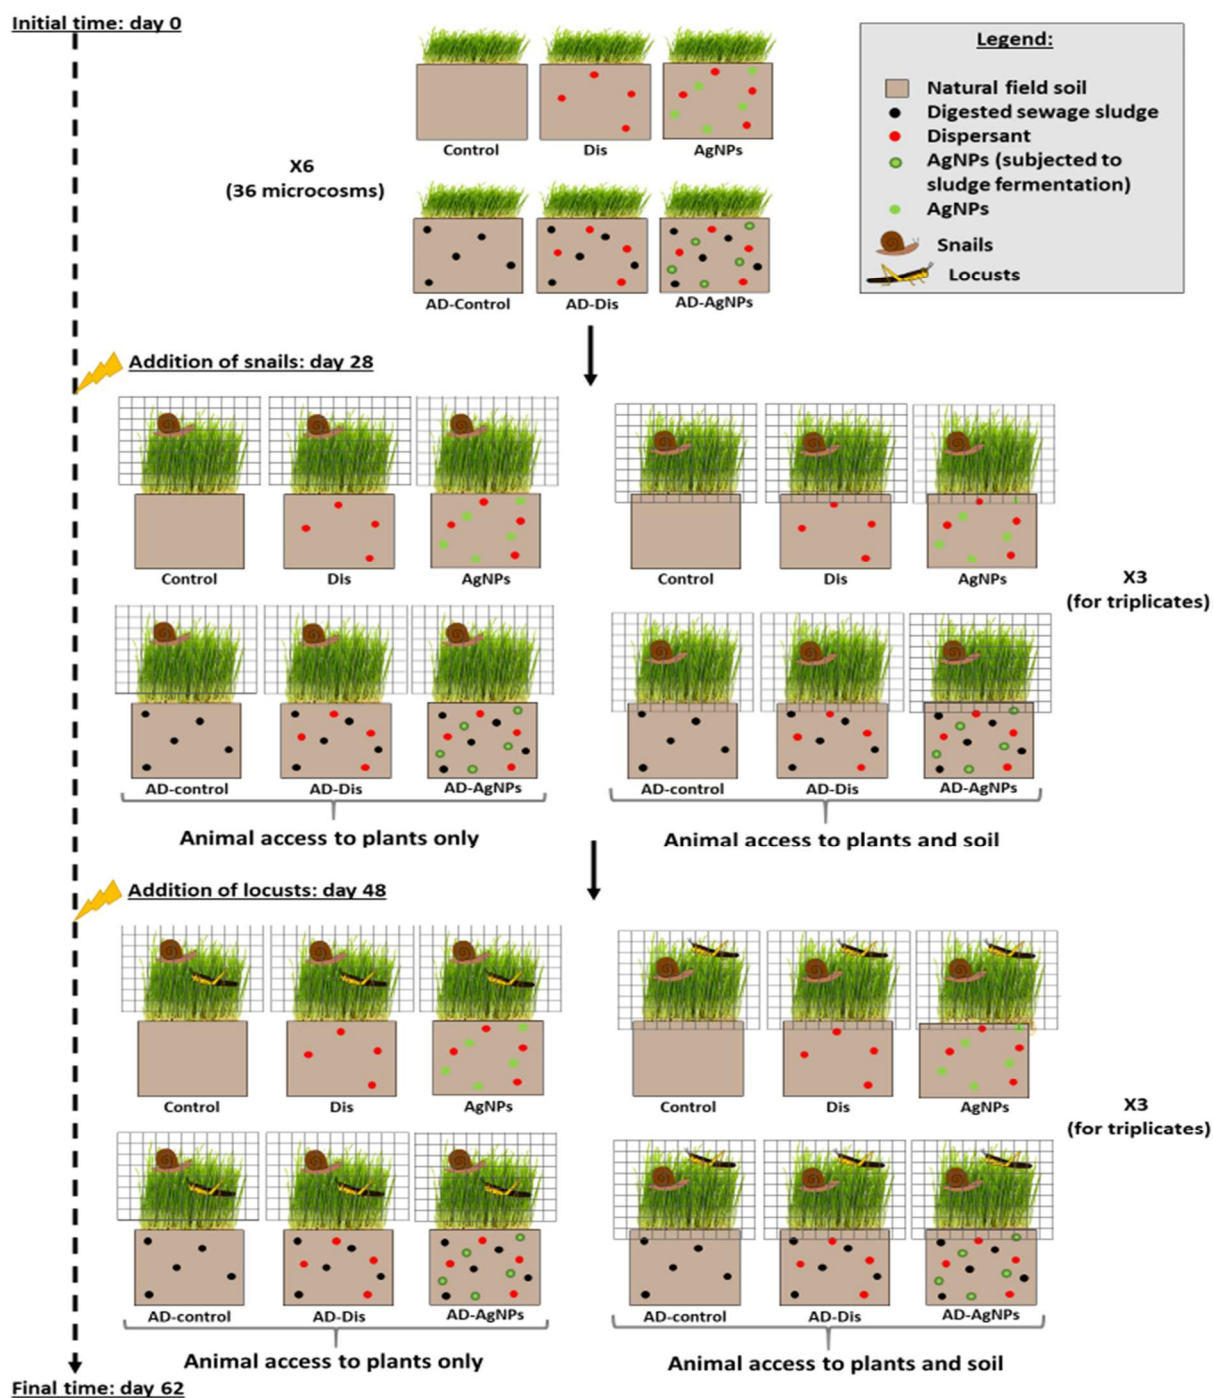 Initial time: day 0
Legend:
Natural field soil
Digested sewage sludge
Dispersant
AgNPs (subjected to
sludge fermentation)
AgNPs
Snails
Locusts
Control
Dis
AgNPs
X6
(36 microcosms)
AD-Control
AD-Dis
AD-AgNPs
Addition of snails: day 28
Control
Dis
AgNPs
Control
Dis
AgNPs
X3
(for triplicates)
AD-control
AD-Dis
AD-AgNPs
AD-control
AD-Dis
AD-AgNPs
Animal access to plants only
Animal access to plants and soil
Addition of locusts: day 48
Control
Dis
AgNPs
Control
Dis
AgNPs
X3
(for triplicates)
AD-control
AD-Dis
AD-AgNPs
AD-control
AD-Dis
AD-AgNPs
Animal access to plants only
Animal access to plants and soil
Final time: day 62